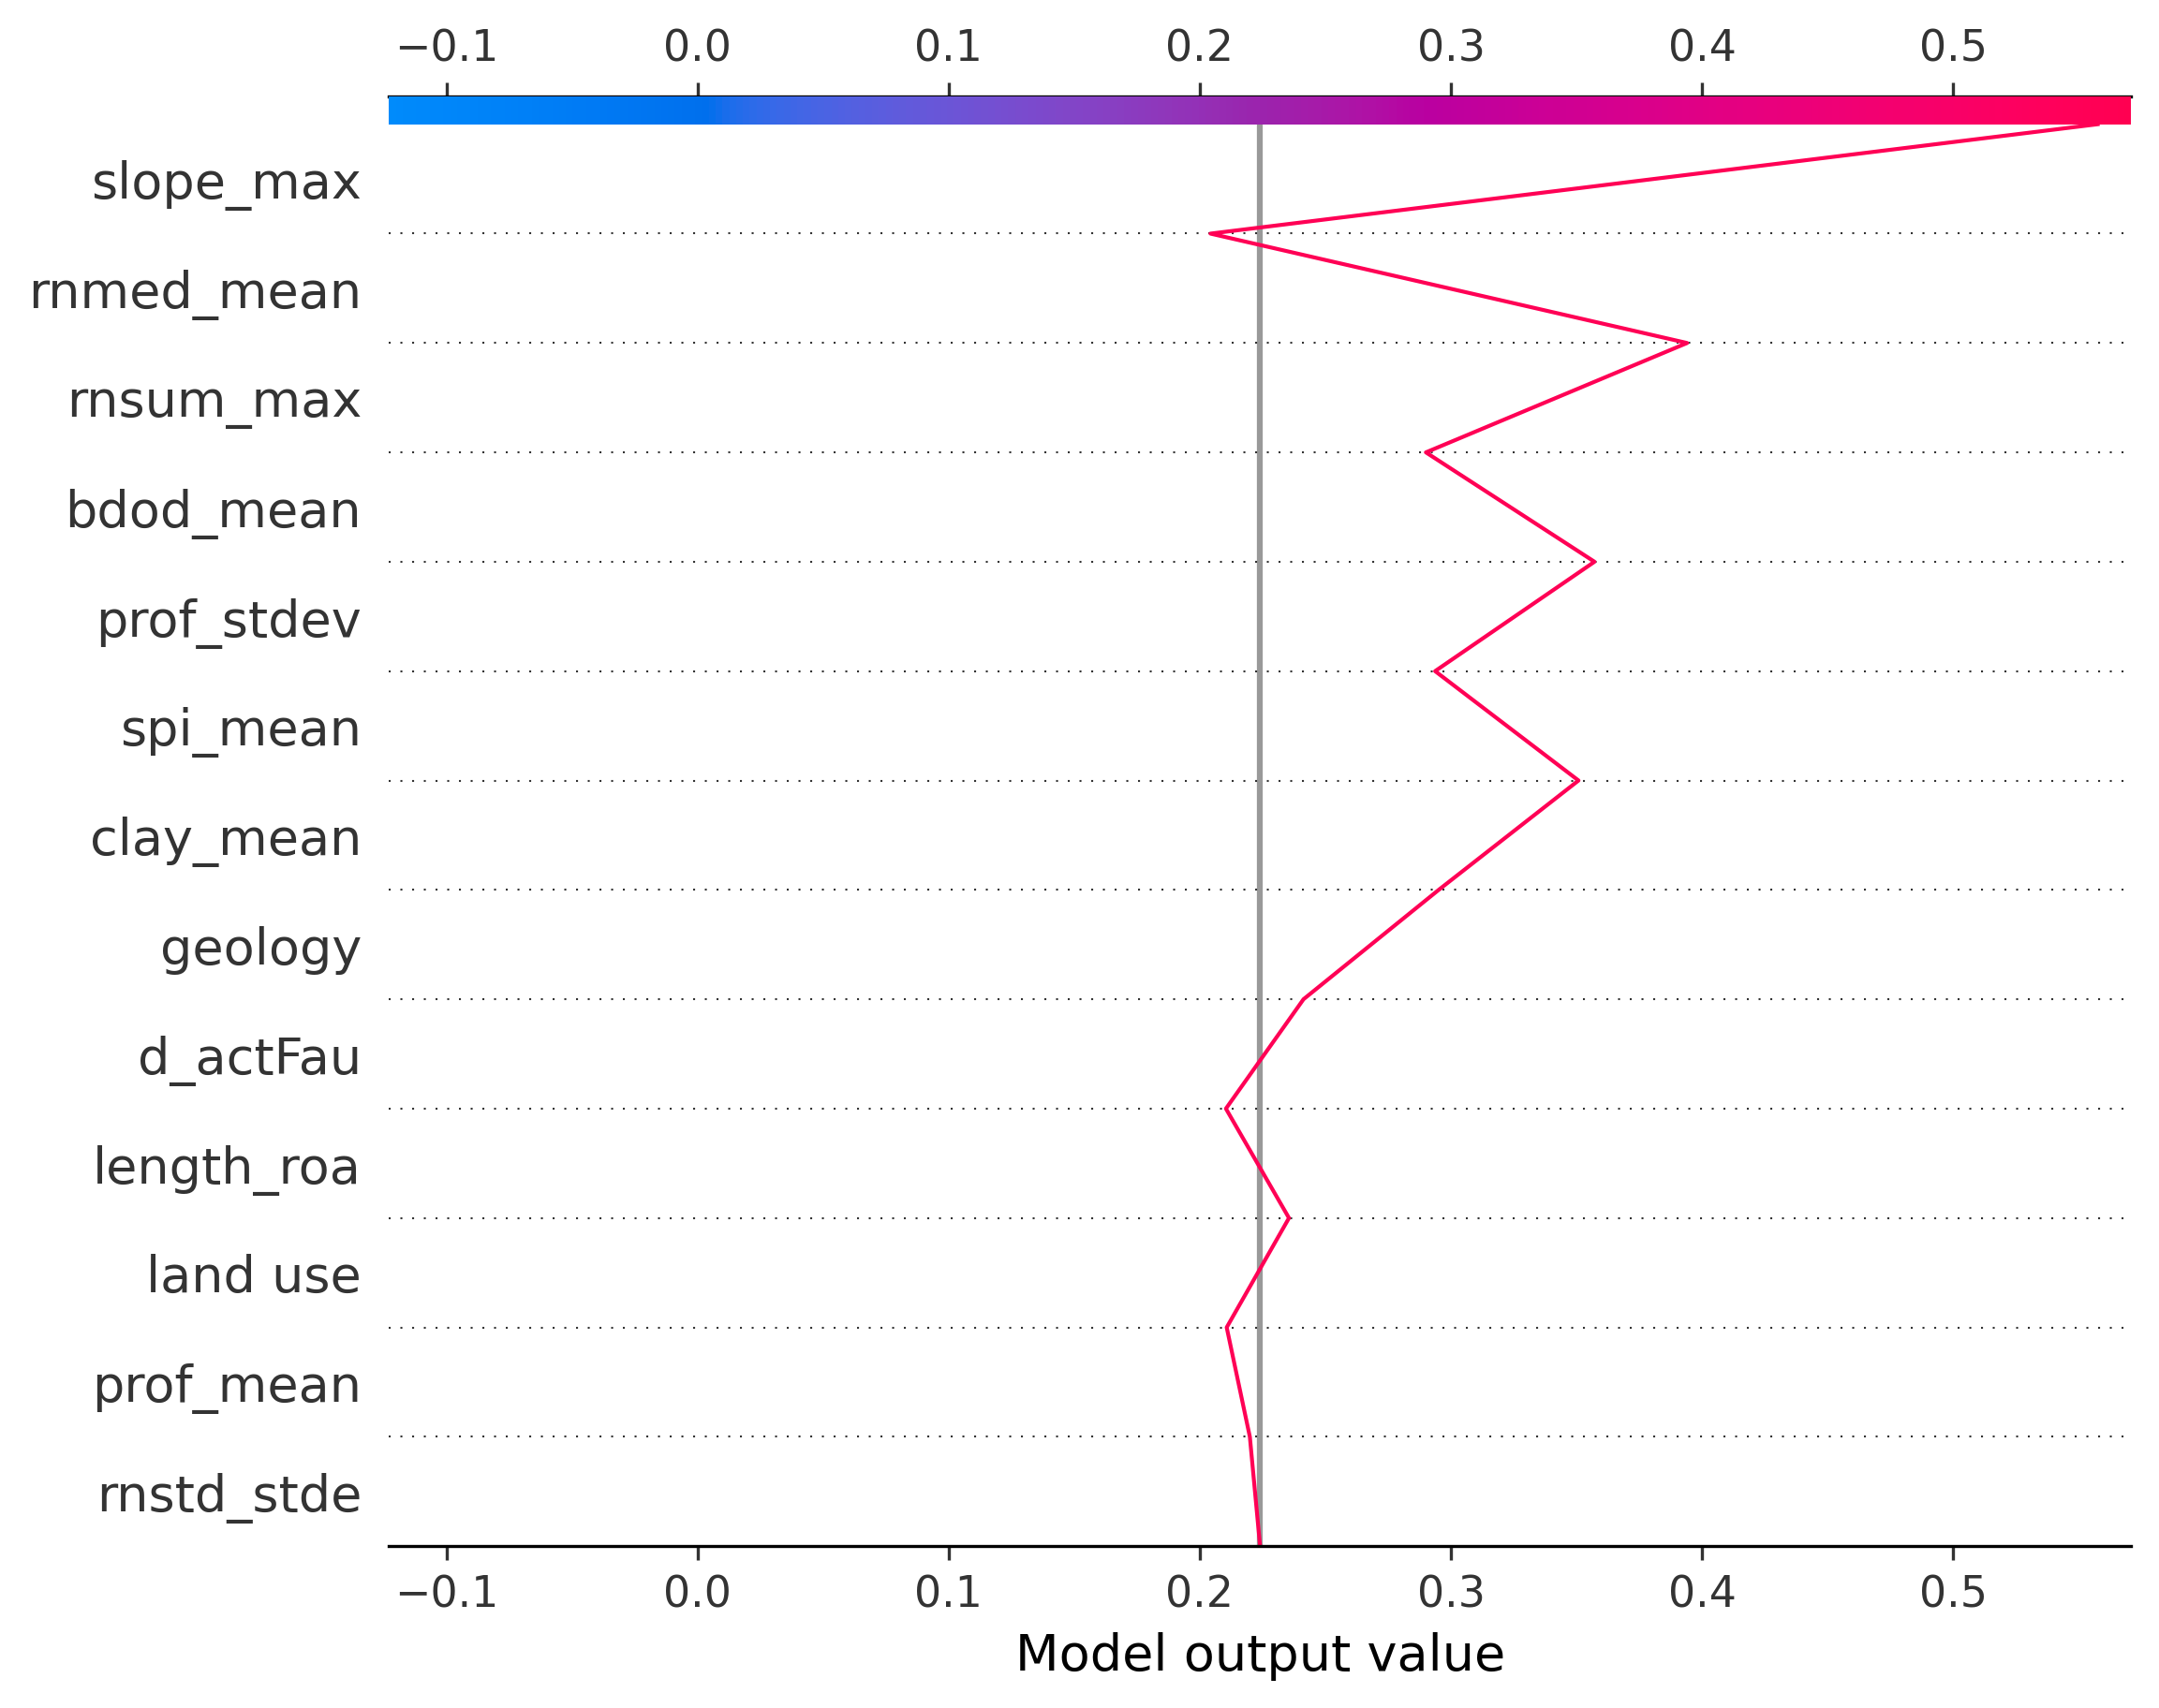 −0.1 0.0 0.1 0.2 0.3 0.4 0.5
slope_max
rnmed_mean
rnsum_max
bdod_mean
prof_stdev
spi_mean
clay_mean
geology
d_actFau
length_roa
land use
prof_mean
rnstd_stde
−0.1 0.0 0.1 0.2 0.3 0.4 0.5
Model output value